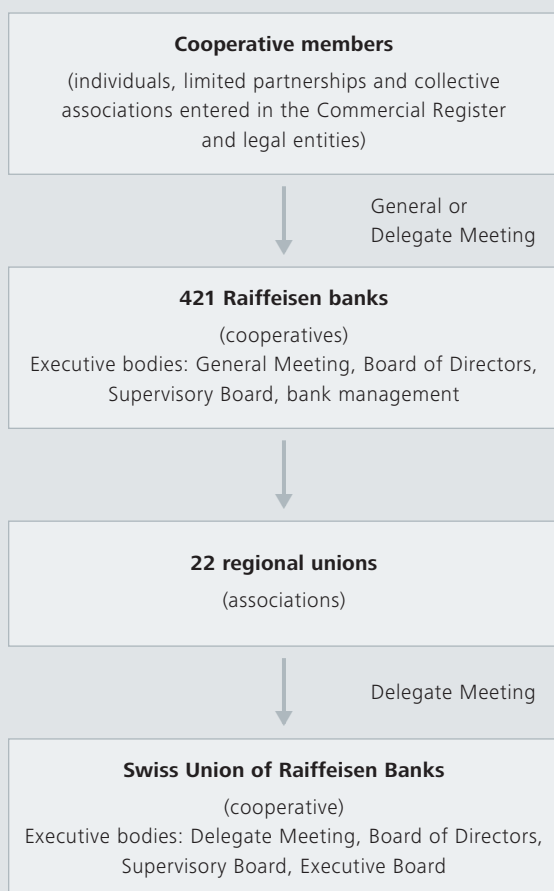 Cooperative members
(individuals, limited partnerships and collective
associations entered in the Commercial Register
and legal entities)
General or
Delegate Meeting
421 Raiffeisen banks
(cooperatives)
Executive bodies: General Meeting, Board of Directors,
Supervisory Board, bank management
22 regional unions
(associations)
Delegate Meeting
Swiss Union of Raiffeisen Banks
(cooperative)
Executive bodies: Delegate Meeting, Board of Directors,
Supervisory Board, Executive Board